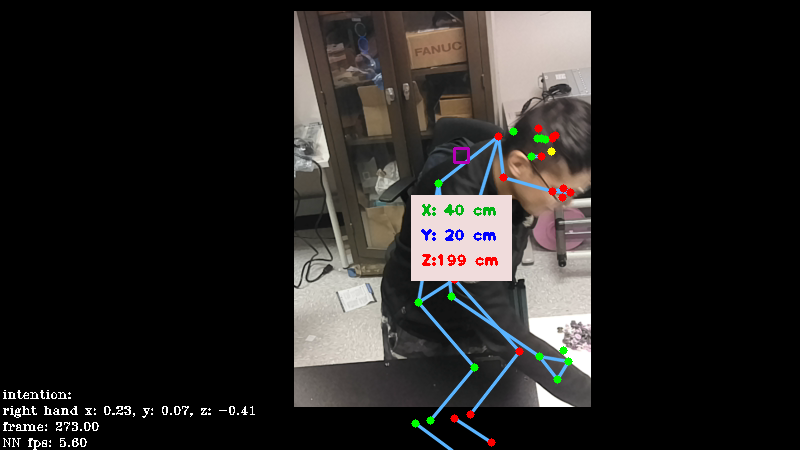 FANUC
X: 40 cm
Y: 20 cm
Z:199 cm
intention:
right hand x: 0.23, y: 0.07, z: −0.41
frame: 273.00
NN fps: 5.60